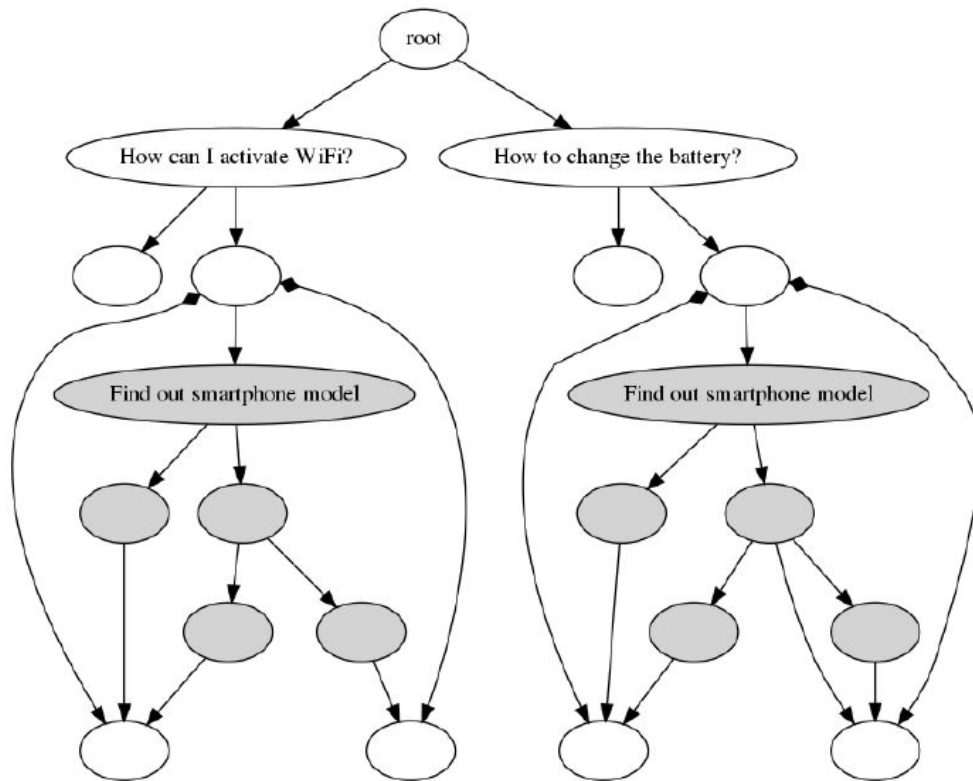 root
How can I activate WiFi?
How to change the battery?
Find out smartphone model
Find out smartphone model